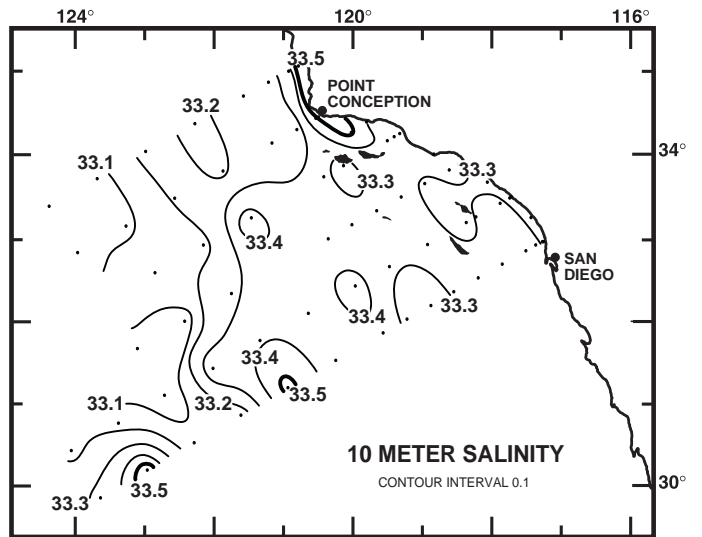 124° 120° 116°
33.5
POINT
CONCEPTION
33.2
34°
33.1
33.3
33.3
33.4
SAN
DIEGO
33.3
33.4
33.4
33.5
33.1
33.2
10 METER SALINITY
CONTOUR INTERVAL 0.1
30°
33.5
33.3